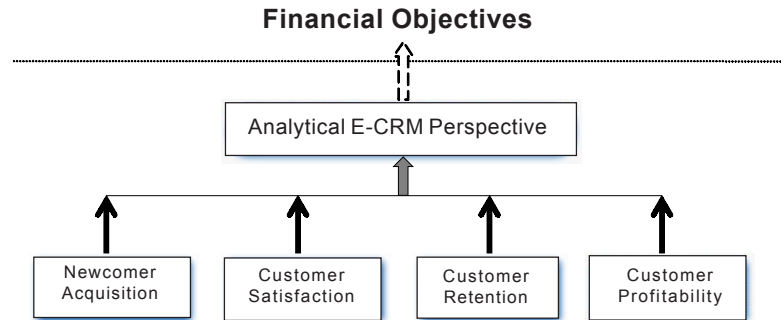 Financial Objectives
Analytical E-CRM Perspective
Newcomer
Acquisition
Customer
Satisfaction
Customer
Retention
Customer
Profitability